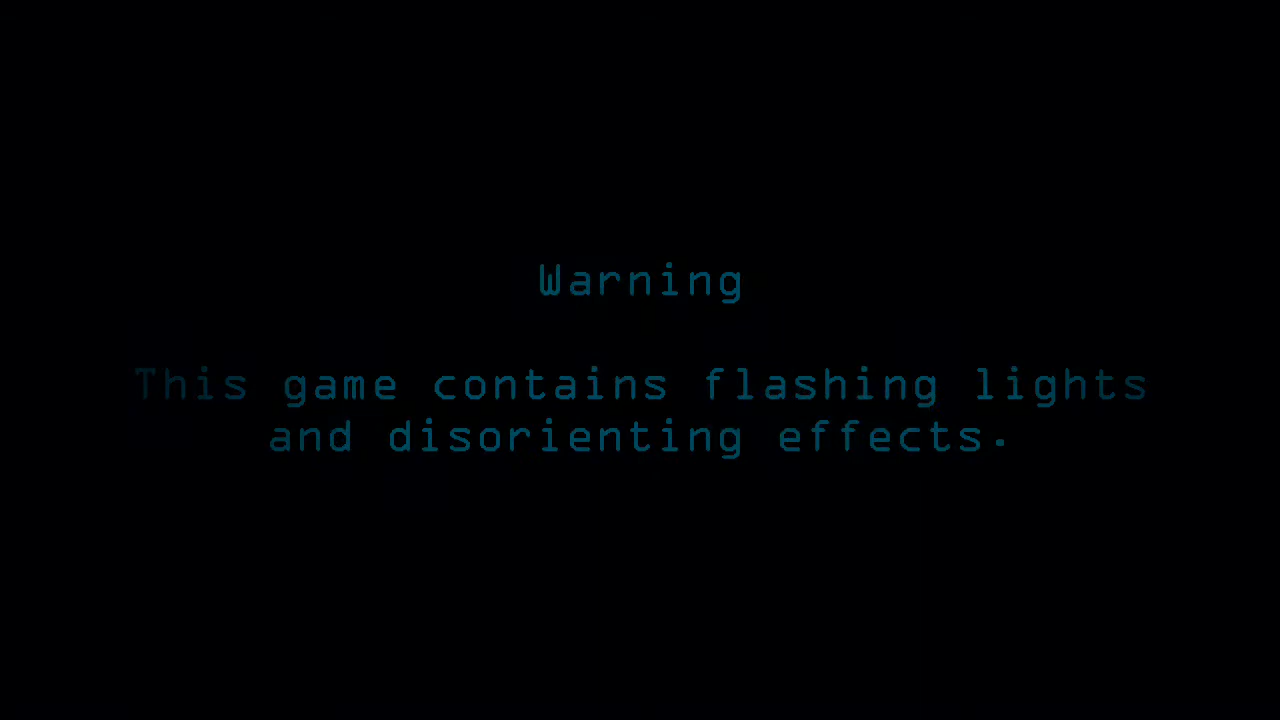 Warning
This game contains flashing lights
and disorienting effects.